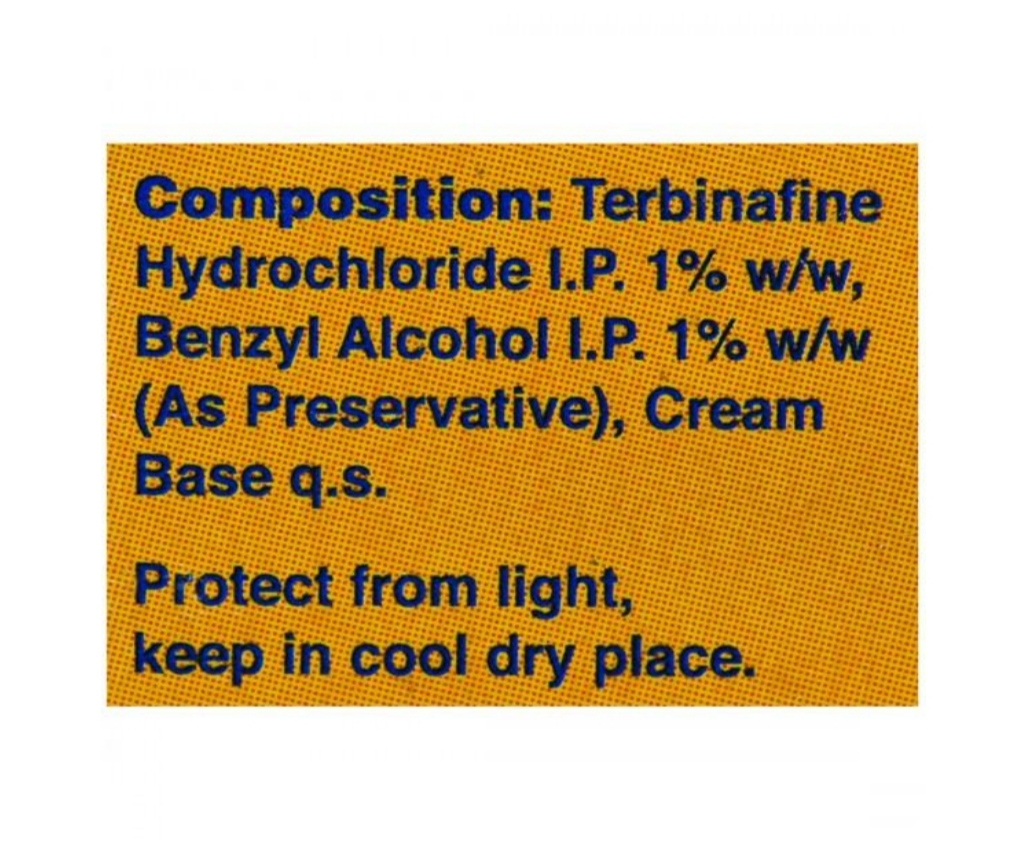 Composition: Terbinafine
Hydrochloride I.P. 1% w/w,
Benzyl Alcohol I.P. 1% w/w
(As Preservative), Cream
Base q.s.
Protect from light,
keep in cool dry place.